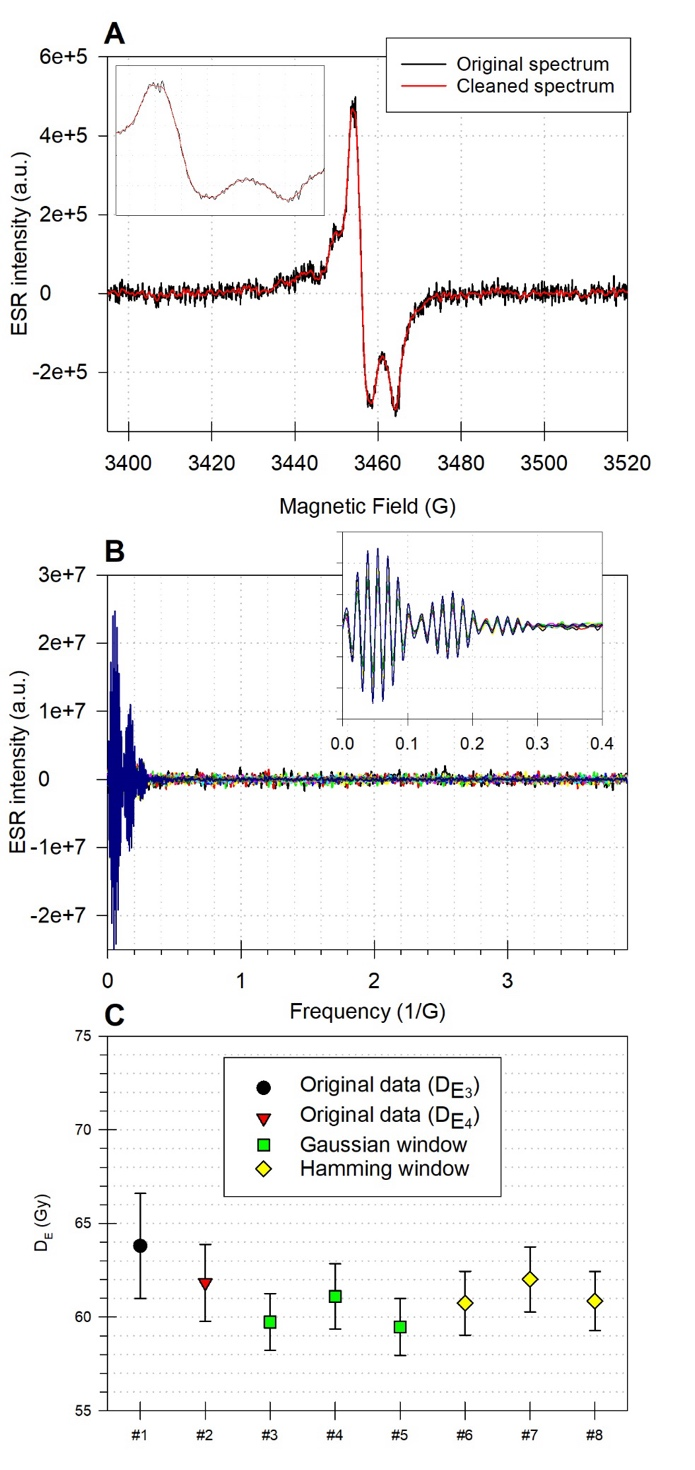 A
6e+5
4e+5
2e+5
0
-2e+5
ESR intensity (a.u.)
Original spectrum
Cleaned spectrum
3400 3420 3440 3460 3480 3500 3520
Magnetic Field (G)
B
3e+7
2e+7
1e+7
0
-1e+7
-2e+7
ESR intensity (a.u.)
0.0 0.1 0.2 0.3 0.4
0 1 2 3
Frequency (1/G)
C
75
70
65
60
55
DE (Gy)
Original data (DE3)
Original data (DE4)
Gaussian window
Hamming window
#1 #2 #3 #4 #5 #6 #7 #8